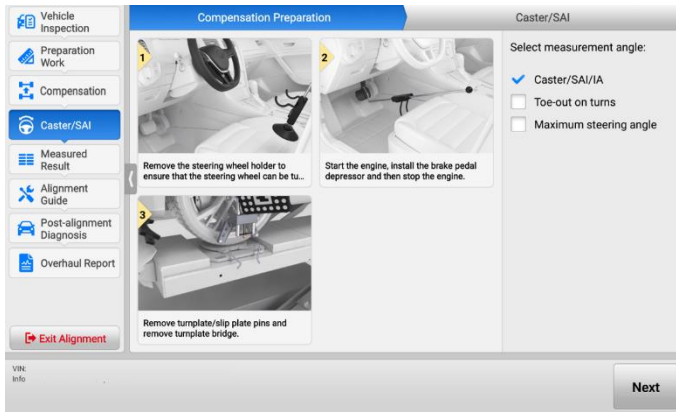 Vehicle
Inspection
Preparation
Work
Compensation
Caster/SAI
Measured
Result
Alignment
Guide
Post-alignment
Diagnosis
Overhaul Report
Exit Alignment
Compensation Preparation
Caster/SAI
1
Remove the steering wheel holder to
ensure that the steering wheel can be tu...
2
Start the engine, install the brake pedal
depressor and then stop the engine.
3
Remove turnplate/slip plate pins and
remove turnplate bridge.
Select measurement angle:
Caster/SAI/IA
Toe-out on turns
Maximum steering angle
VIN:
Info
Next